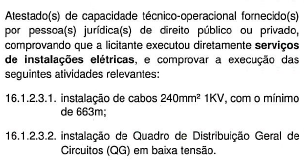 Atestado(s) de capacidade técnico-operacional fornecido(s)
por pessoa(s) jurídica(s) de direito público ou privado,
comprovando que a licitante executou diretamente serviços
de instalações elétricas, e comprovar a execução das
seguintes atividades relevantes:
16.1.2.3.1. instalação de cabos 240mm² 1KV, com o mínimo
de 663m;
16.1.2.3.2. instalação de Quadro de Distribuição Geral de
Circuitos (QG) em baixa tensão.